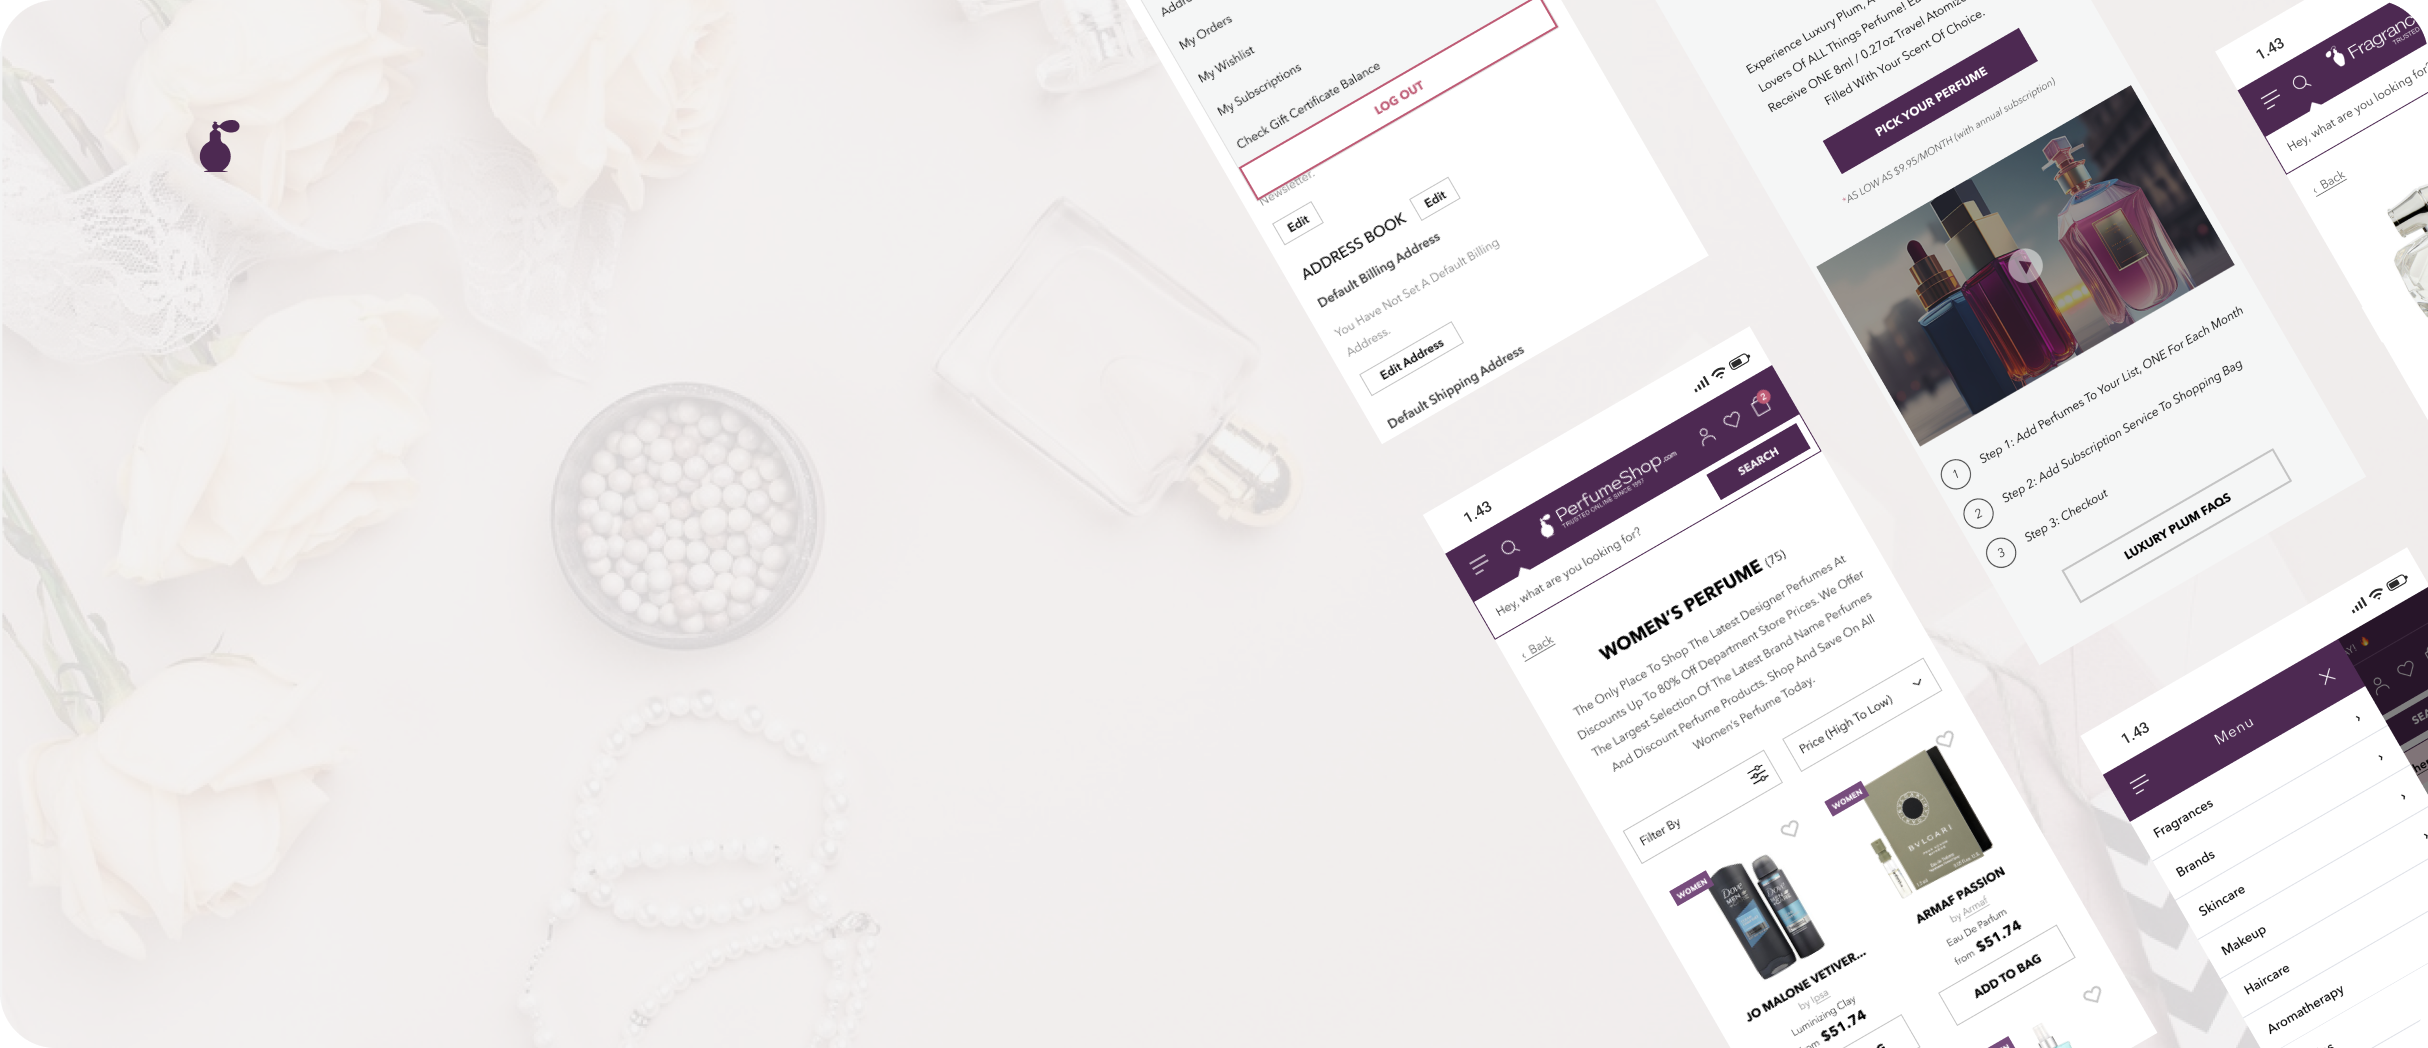 My Orders
My Wishlist
My Subscriptions
Check Gift Certificate Balance
LOG OUT
Newsletter.
Edit
ADDRESS BOOK
Edit
Default Billing Address
You Have Not Set A Default Billing
Address.
Edit Address
Default Shipping Address
Experience Luxury Plum, A
Lovers Of ALL Things Perfume!
Receive ONE 8ml / 0.27oz Travel Atomize
Filled With Your Scent Of Choice.
PICK YOUR PERFUME
*AS LOW AS $9.95/MONTH (with annual subscription)
1
Step 1: Add Perfumes To Your List, ONE For Each Month
2
Step 2: Add Subscription Service To Shopping Bag
3
Step 3: Checkout
LUXURY PLUM FAQS
1.43
Fragranc
TRUSTED
Hey, what are you looking for?
‹ Back
1.43
PerfumeShop.com
TRUSTED ONLINE SINCE 1997
2
Hey, what are you looking for?
SEARCH
‹ Back
WOMEN'S PERFUME (75)
The Only Place To Shop The Latest Designer Perfumes At
Discounts Up To 80% Off Department Store Prices. We Offer
The Largest Selection Of The Latest Brand Name Perfumes
And Discount Perfume Products. Shop And Save On All
Women's Perfume Today.
Filter By
Price (High To Low)
WOMEN
Dove
MEN
Dove
MEN
JO MALONE VETIVER...
by Ipsa
Luminizing Clay
$51.74
WOMEN
BVLGARI
ARMAF PASSION
by Armaf
Eau De Parfum
from $51.74
ADD TO BAG
1.43
Menu
Fragrances
Brands
Skincare
Makeup
Haircare
Aromatherapy